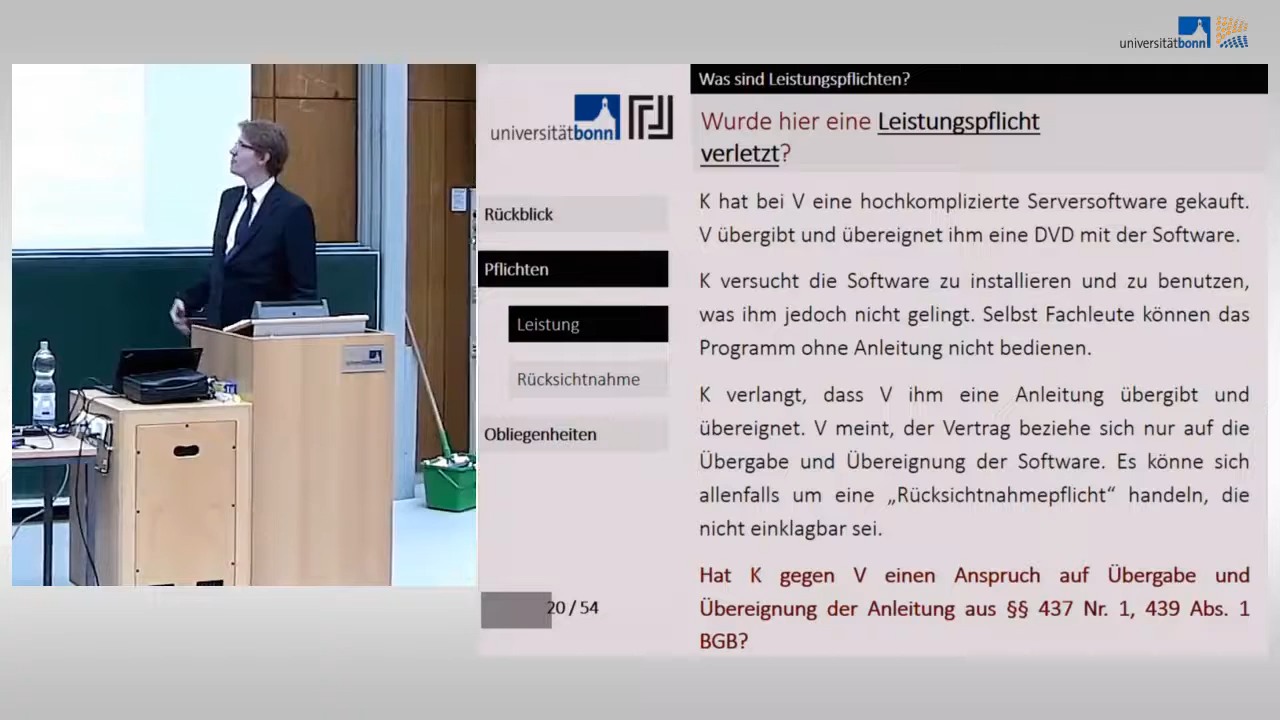 universitätbonn
Was sind Leistungspflichten?
universitätbonn
Wurde hier eine Leistungspflicht
verletzt?
Rückblick
Pflichten
Leistung
Rücksichtnahme
Obliegenheiten
20 / 54
K hat bei V eine hochkomplizierte Serversoftware gekauft.
V übergibt und übereignet ihm eine DVD mit der Software.
K versucht die Software zu installieren und zu benutzen,
was ihm jedoch nicht gelingt. Selbst Fachleute können das
Programm ohne Anleitung nicht bedienen.
K verlangt, dass V ihm eine Anleitung übergibt und
übereignet. V meint, der Vertrag beziehe sich nur auf die
Übergabe und Übereignung der Software. Es könne sich
allenfalls um eine „Rücksichtnahmepflicht“ handeln, die
nicht einklagbar sei.
Hat K gegen V einen Anspruch auf Übergabe und
Übereignung der Anleitung aus §§ 437 Nr. 1, 439 Abs. 1
BGB?